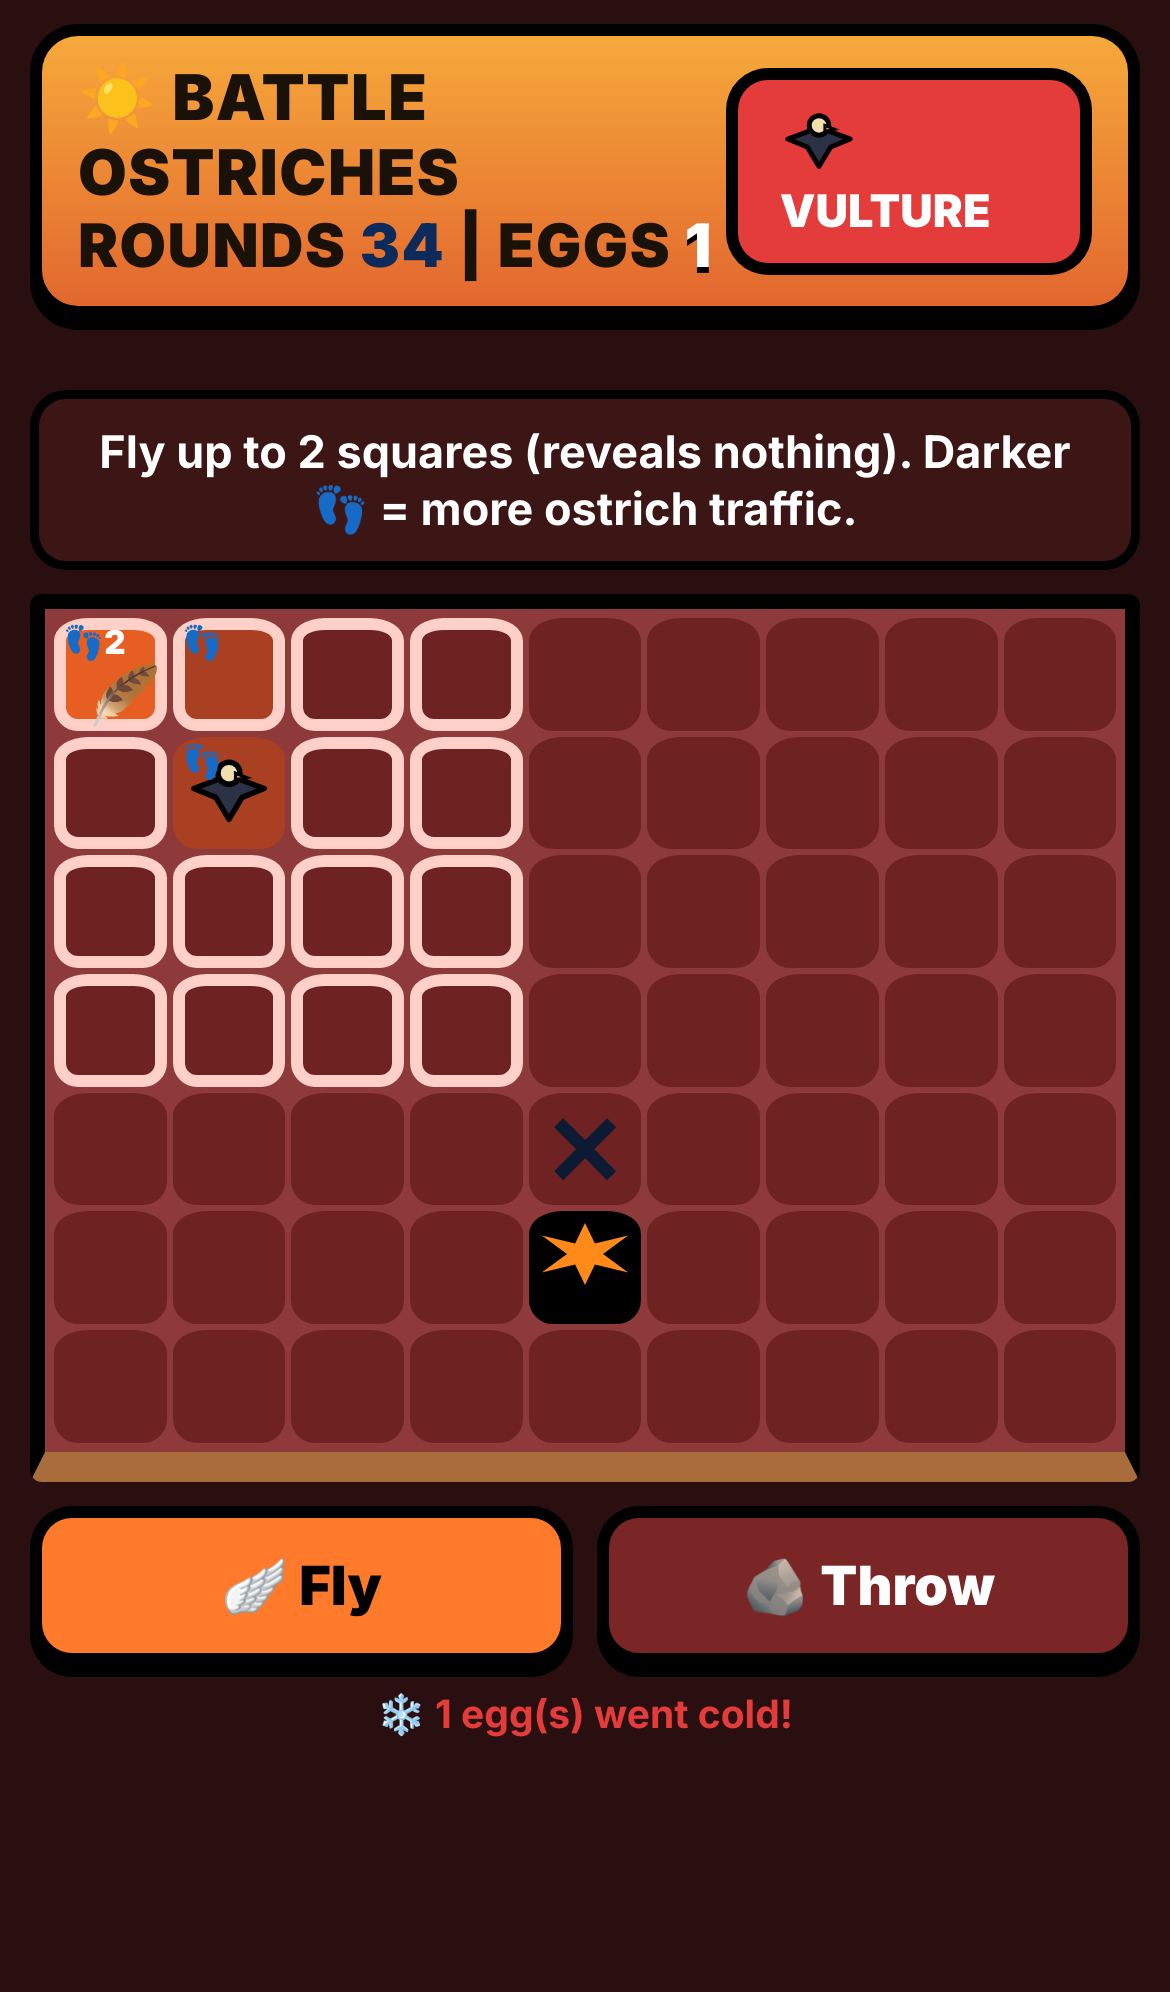 BATTLE
OSTRICHES
ROUNDS 34 | EGGS 1
VULTURE
Fly up to 2 squares (reveals nothing). Darker
👣 = more ostrich traffic.
2
Fly
Throw
1 egg(s) went cold!